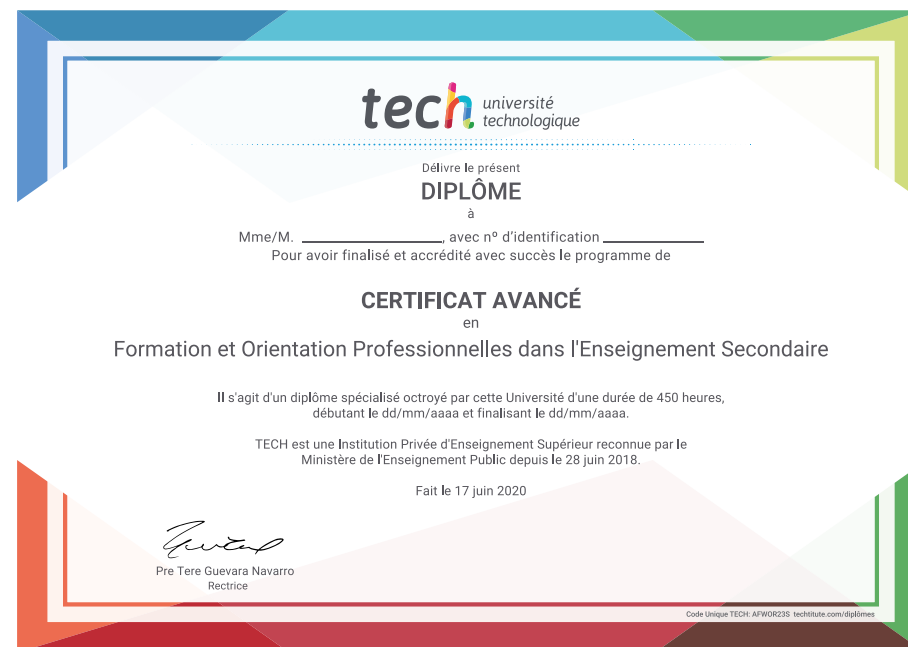 tech université
technologique
Délivre le présent
DIPLÔME
à
Mme/M. ____________________, avec nº d'identification ______________
Pour avoir finalisé et accrédité avec succès le programme de
CERTIFICAT AVANCÉ
en
Formation et Orientation Professionnelles dans l'Enseignement Secondaire
Il s'agit d'un diplôme spécialisé octroyé par cette Université d'une durée de 450 heures,
débutant le dd/mm/aaaa et finalisant le dd/mm/aaaa.
TECH est une Institution Privée d'Enseignement Supérieur reconnue par le
Ministère de l'Enseignement Public depuis le 28 juin 2018.
Fait le 17 juin 2020
Pre Tere Guevara Navarro
Rectrice
Code Unique TECH: AFWOR23S techtitute.com/diplômes